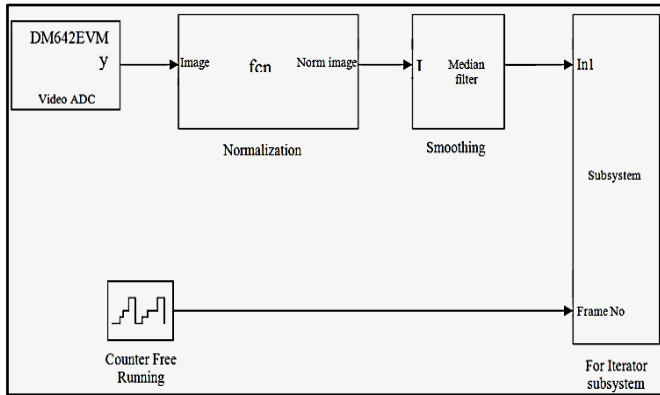 DM642EVM
y
Video ADC
Image
fcn
Norm image
Normalization
I
Median
filter
Smoothing
In1
Subsystem
Frame No
For Iterator
subsystem
Counter Free
Running